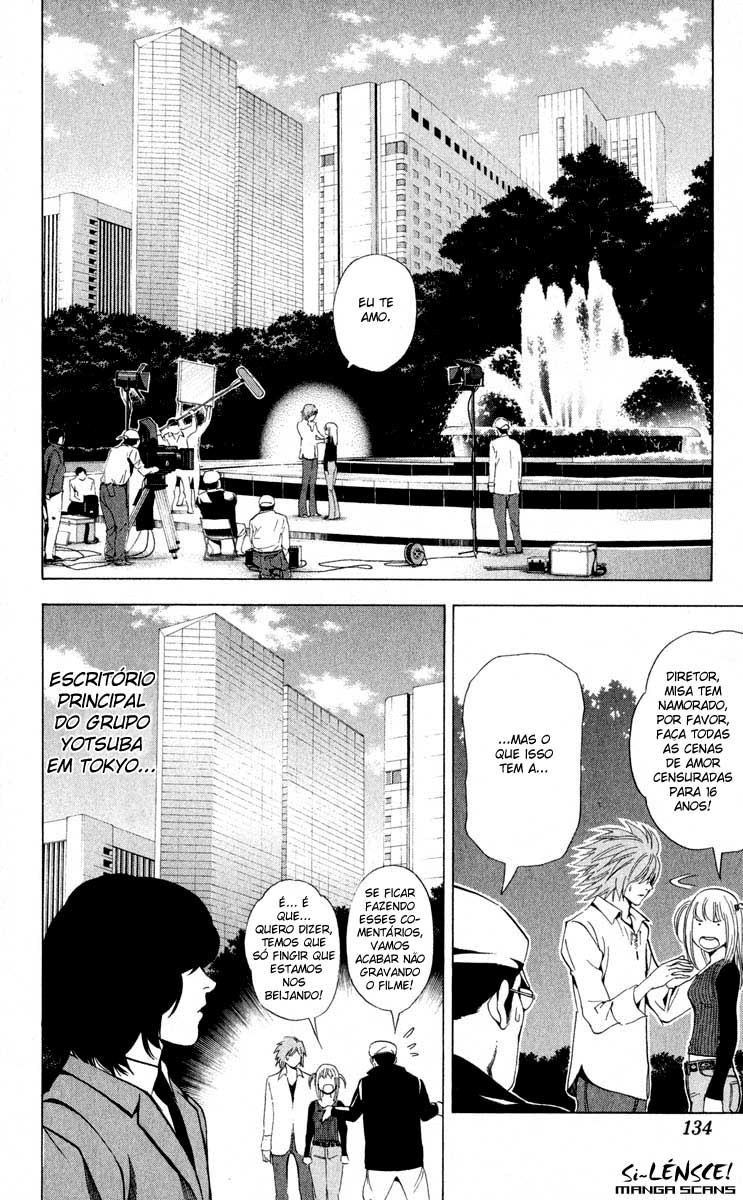 EU TE
AMO.
DIRETOR,
MISA TEM
NAMORADO,
POR FAVOR,
FAÇA TODAS
AS CENAS
DE AMOR
CENSURADAS
PARA 16
ANOS!
...MAS O
QUE ISSO
TEM A...
SE FICAR
FAZENDO
ESSES CO-
MENTÁRIOS,
VAMOS
ACABAR NÃO
GRAVANDO
O FILME!
É... É
QUE...
QUERO DIZER,
TEMOS QUE
SÓ FINGIR QUE
ESTAMOS
NOS
BEIJANDO!
ESCRITÓRIO
PRINCIPAL
DO GRUPO
YOTSUBA
EM TOKYO...
134
Si~LÉNSCE!
MANGA SCANS